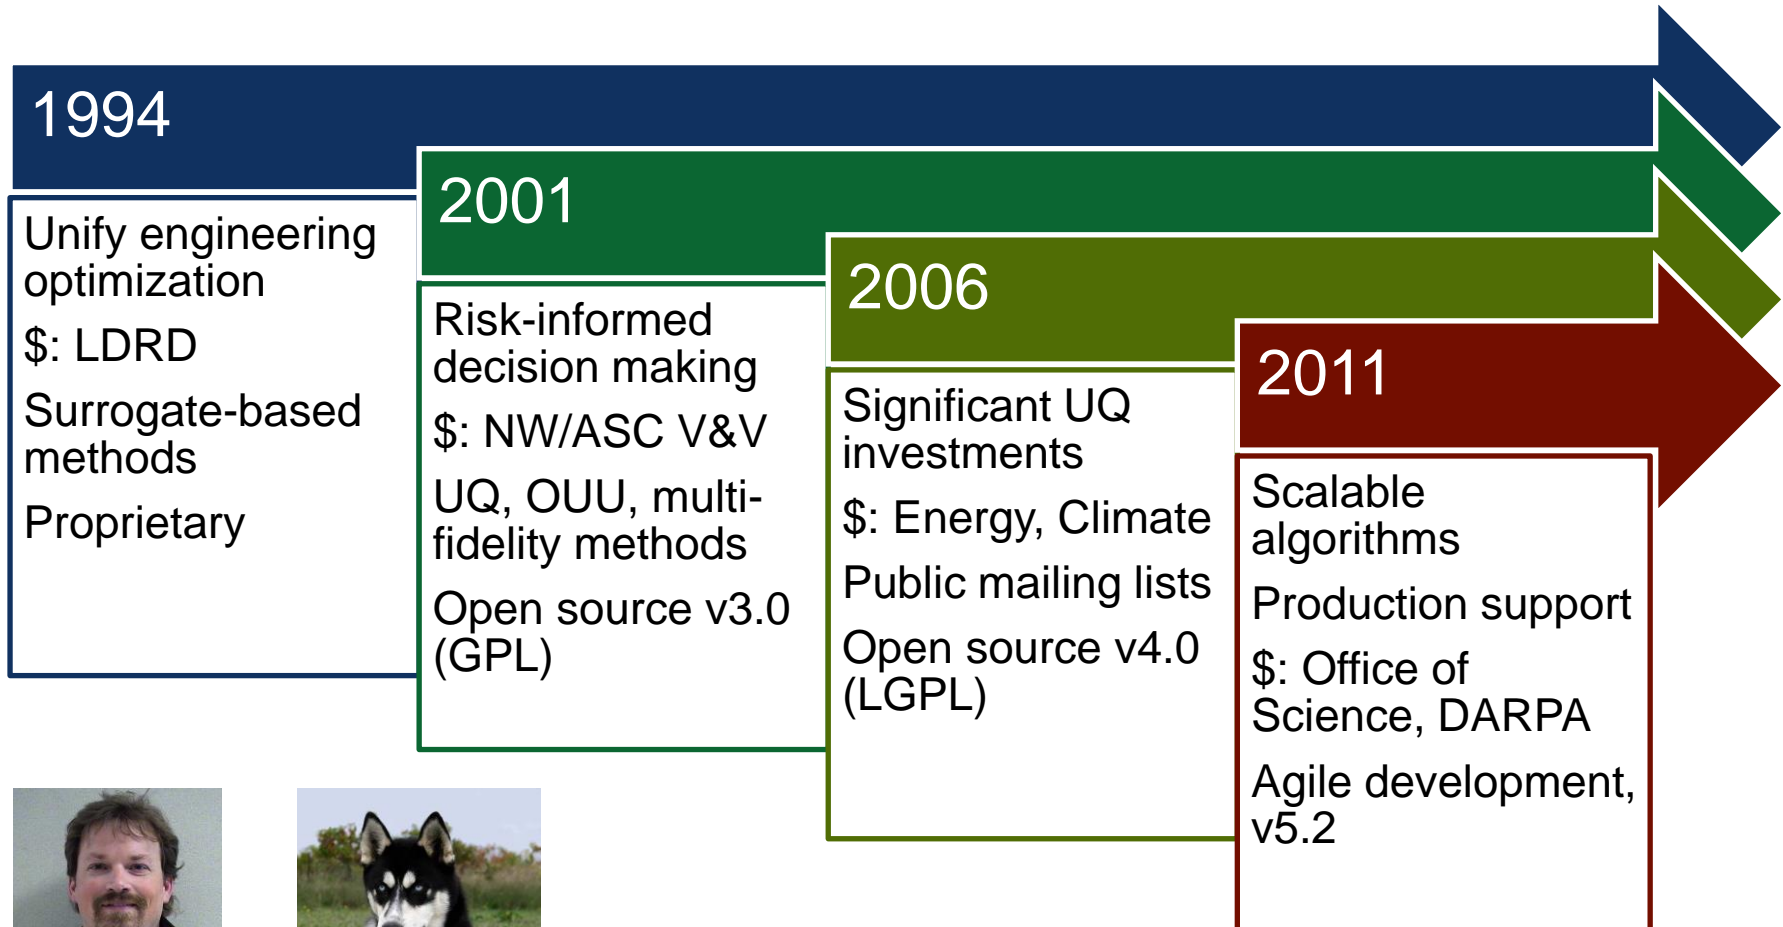 1994
Unify engineering
optimization
$: LDRD
Surrogate-based
methods
Proprietary
2001
Risk-informed
decision making
$: NW/ASC V&V
UQ, OUU, multi-
fidelity methods
Open source v3.0
(GPL)
2006
Significant UQ
investments
$: Energy, Climate
Public mailing lists
Open source v4.0
(LGPL)
2011
Scalable
algorithms
Production support
$: Office of
Science, DARPA
Agile development,
v5.2